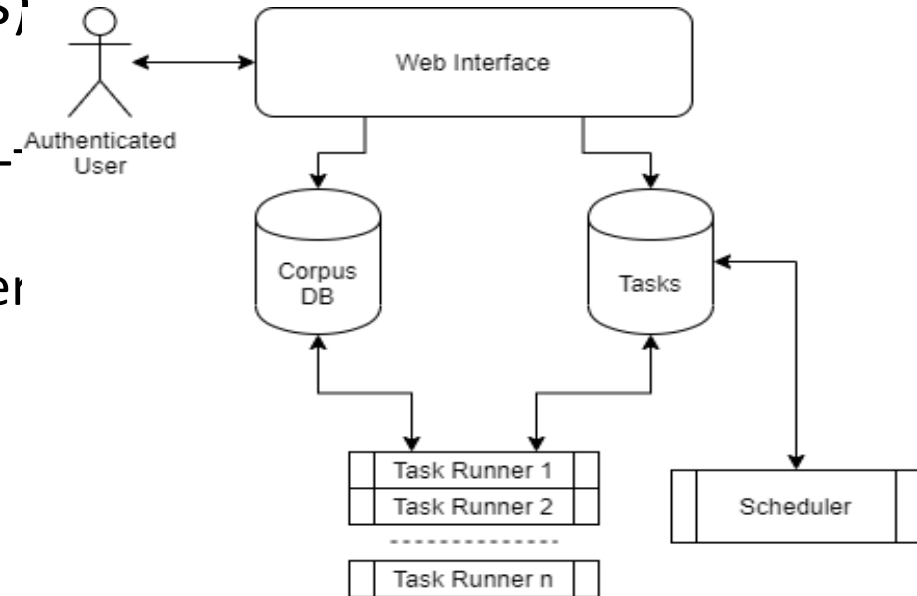 Web Interface
Authenticated
User
Corpus
DB
Tasks
Task Runner 1
Task Runner 2
Scheduler
Task Runner n